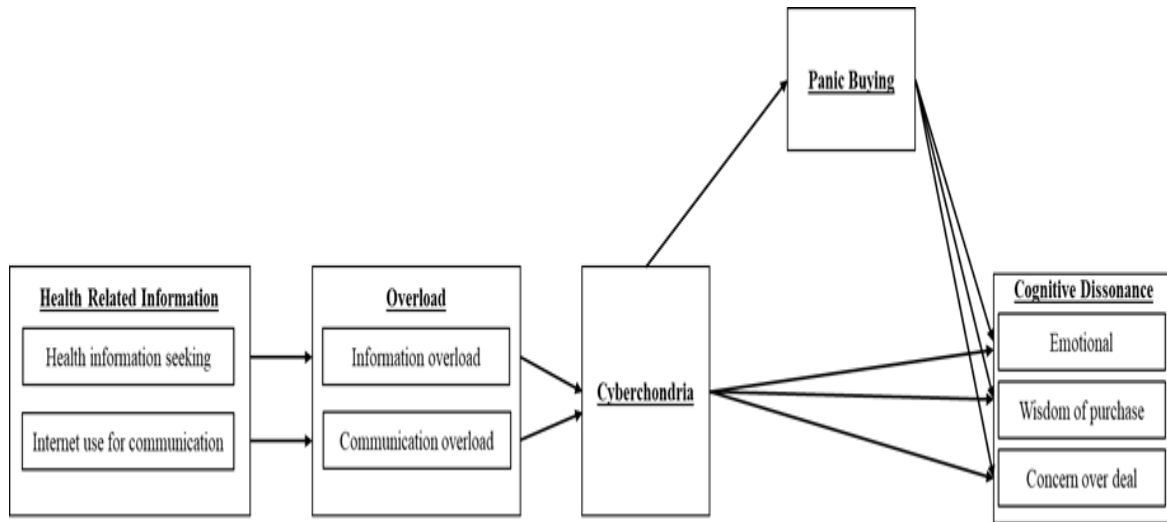 Panic Buying
Health Related Information
Health information seeking
Internet use for communication
Overload
Information overload
Communication overload
Cyberchondria
Cognitive Dissonance
Emotional
Wisdom of purchase
Concern over deal